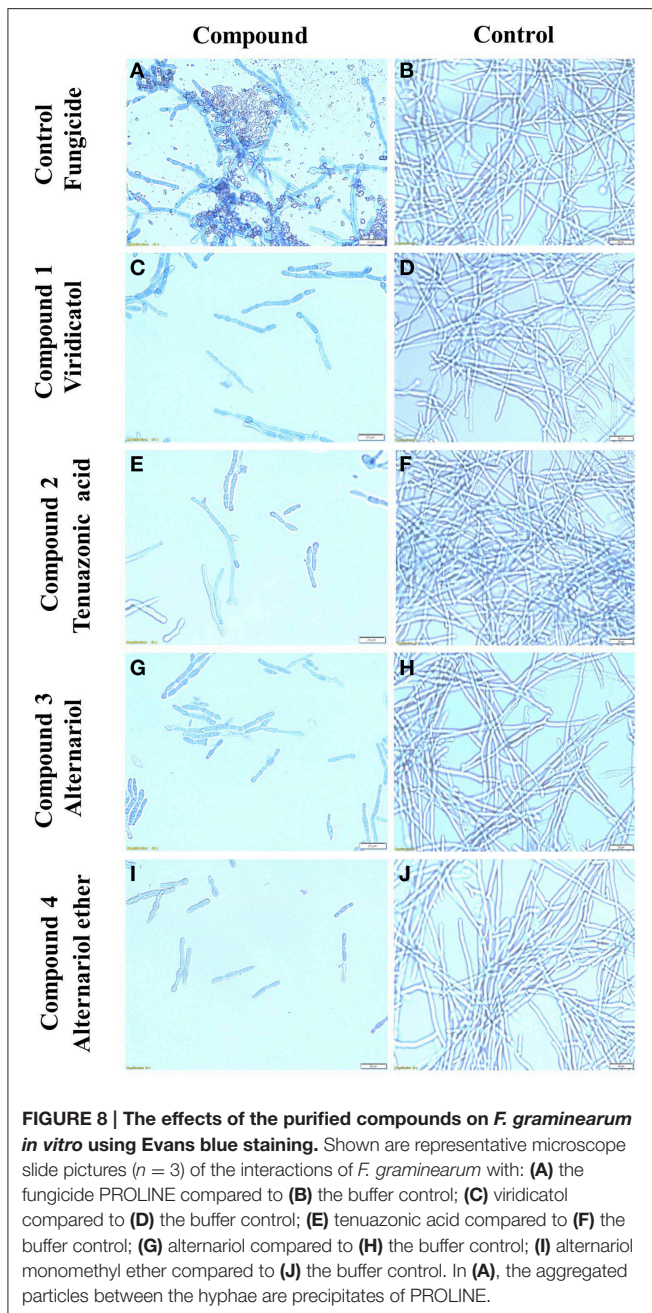 Compound Control
Control
Fungicide
A B
Compound 1
Viridicatol
C D
Compound 2
Tenuazonic acid
E F
Compound 3
Alternariol
G H
Compound 4
Alternariol ether
I J
FIGURE 8 | The effects of the purified compounds on F. graminearum
in vitro using Evans blue staining. Shown are representative microscope
slide pictures (n = 3) of the interactions of F. graminearum with: (A) the
fungicide PROLINE compared to (B) the buffer control; (C) viridicatol
compared to (D) the buffer control; (E) tenuazonic acid compared to (F) the
buffer control; (G) alternariol compared to (H) the buffer control; (I) alternariol
monomethyl ether compared to (J) the buffer control. In (A), the aggregated
particles between the hyphae are precipitates of PROLINE.